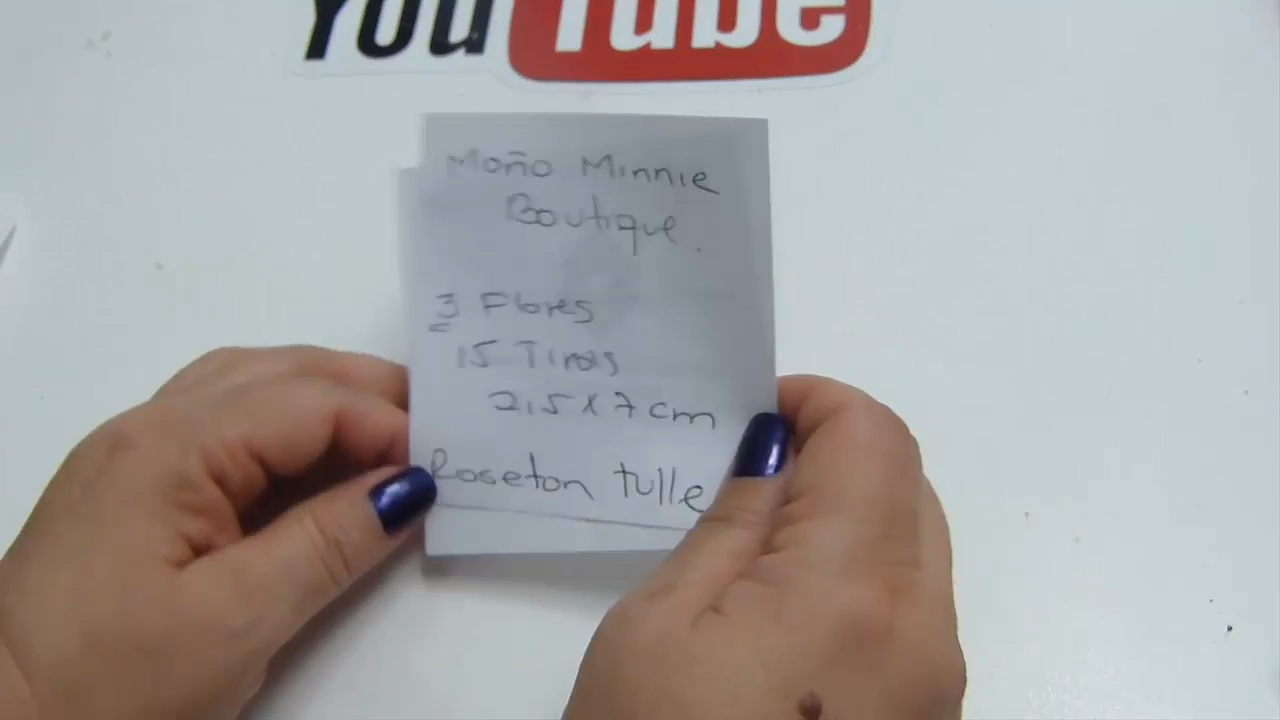 YouTube
Moño Minnie
Boutique.
3 Flores
15 Tiras
2,5 x 7 cm
Roseton tulle